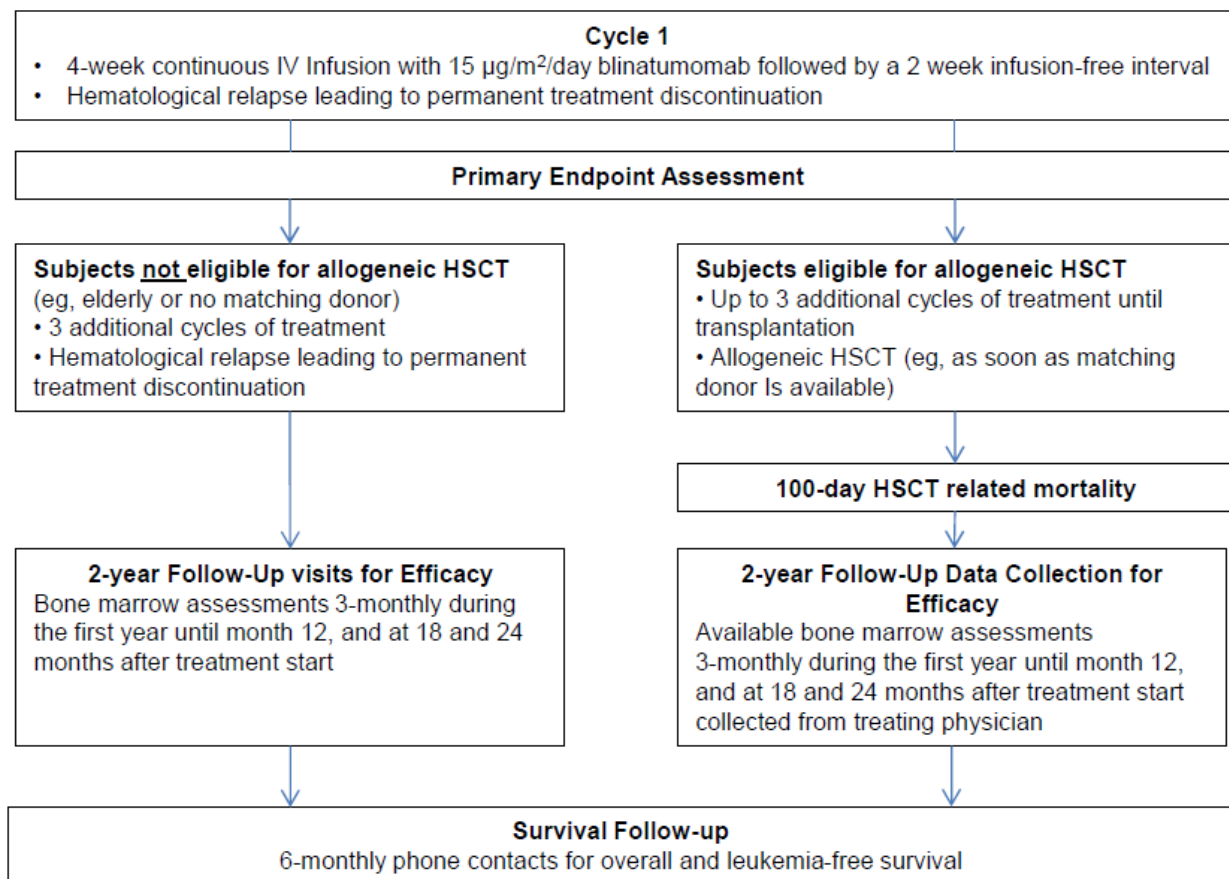 Cycle 1
• 4-week continuous IV Infusion with 15 µg/m²/day blinatumomab followed by a 2 week infusion-free interval
• Hematological relapse leading to permanent treatment discontinuation
Primary Endpoint Assessment
Subjects not eligible for allogeneic HSCT
(eg, elderly or no matching donor)
• 3 additional cycles of treatment
• Hematological relapse leading to permanent
treatment discontinuation
Subjects eligible for allogeneic HSCT
• Up to 3 additional cycles of treatment until
transplantation
• Allogeneic HSCT (eg, as soon as matching
donor Is available)
100-day HSCT related mortality
2-year Follow-Up visits for Efficacy
Bone marrow assessments 3-monthly during
the first year until month 12, and at 18 and 24
months after treatment start
2-year Follow-Up Data Collection for
Efficacy
Available bone marrow assessments
3-monthly during the first year until month 12,
and at 18 and 24 months after treatment start
collected from treating physician
Survival Follow-up
6-monthly phone contacts for overall and leukemia-free survival